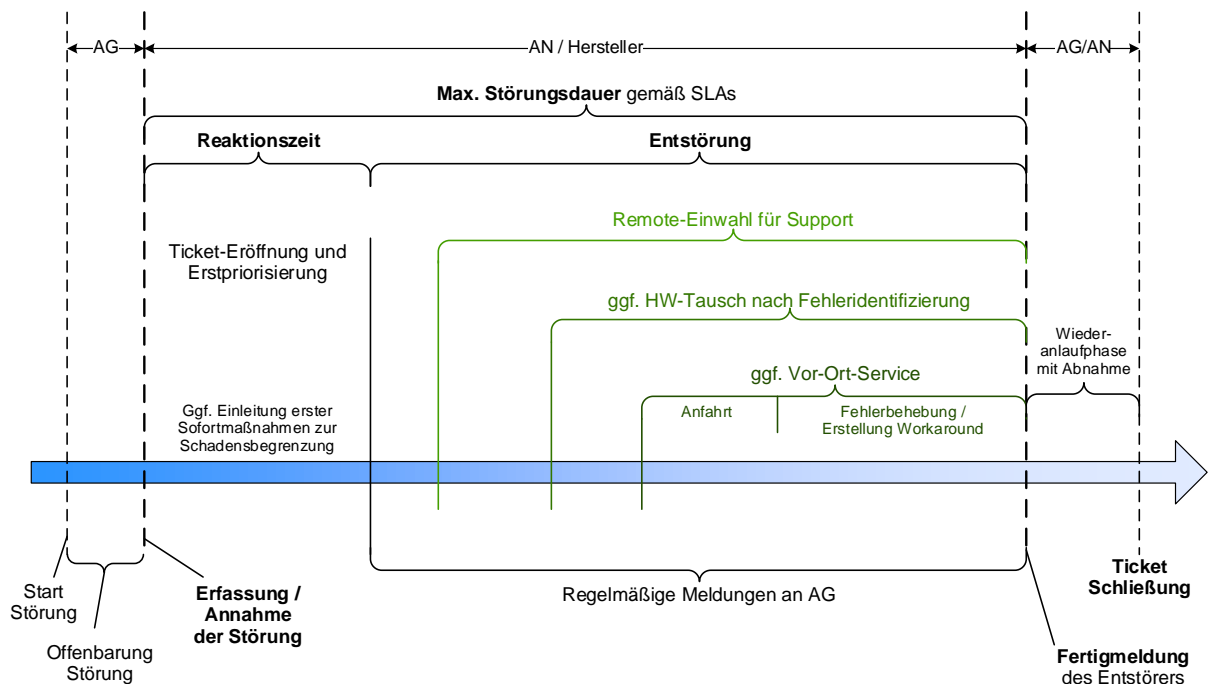 AG
AN / Hersteller
AG/AN
Max. Störungsdauer gemäß SLAs
Reaktionszeit
Entstörung
Remote-Einwahl für Support
Ticket-Eröffnung und
Erstpriorisierung
ggf. HW-Tausch nach Fehleridentifizierung
Wieder-
anlaufphase
mit Abnahme
ggf. Vor-Ort-Service
Ggf. Einleitung erster
Sofortmaßnahmen zur
Schadensbegrenzung
Anfahrt
Fehlerbehebung /
Erstellung Workaround
Start
Störung
Offenbarung
Störung
Erfassung /
Annahme
der Störung
Regelmäßige Meldungen an AG
Ticket
Schließung
Fertigmeldung
des Entstörers